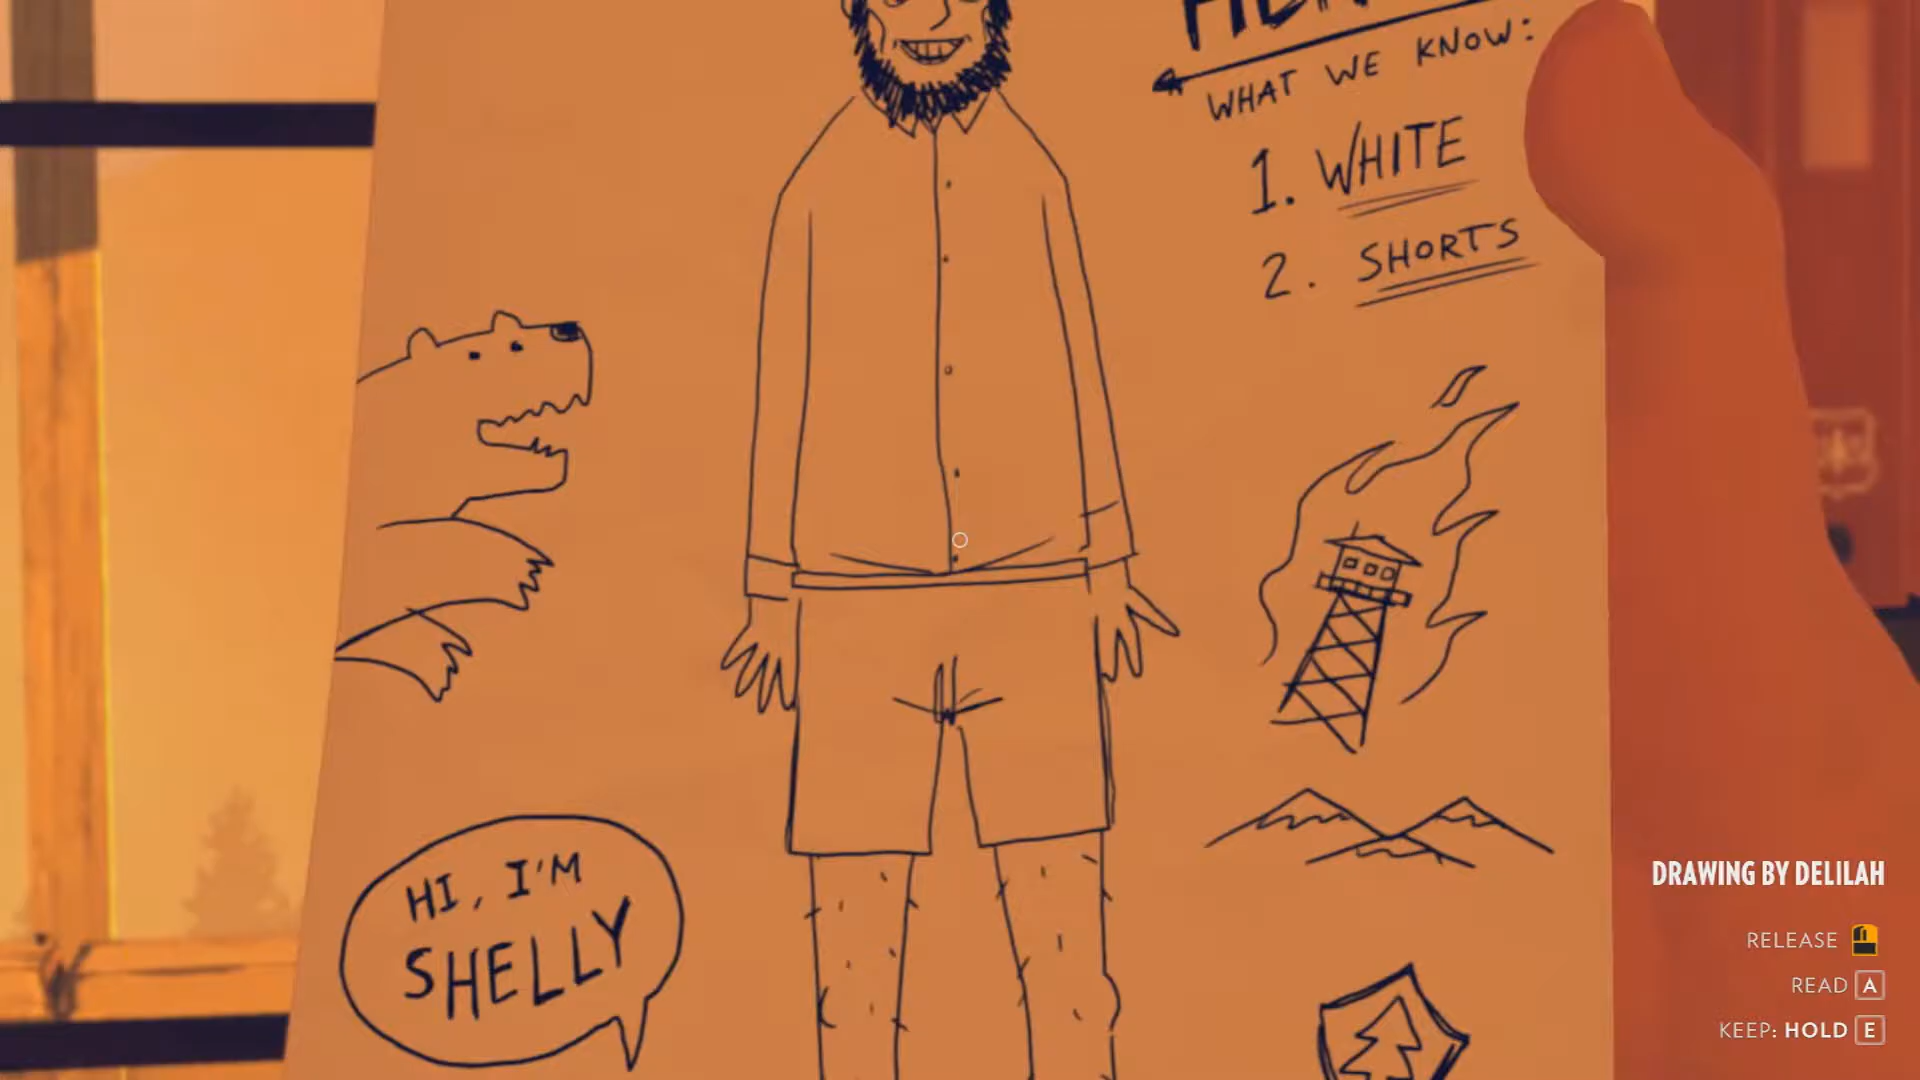 WHAT WE KNOW:
1. WHITE
2. SHORTS
HI, I'M
SHELLY
DRAWING BY DELILAH
RELEASE
READ A
KEEP: HOLD E